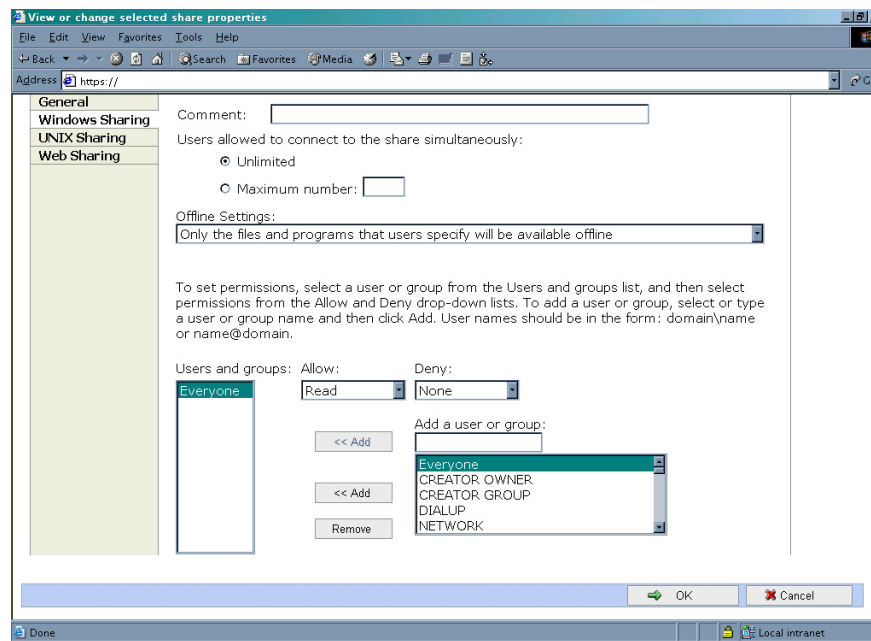 View or change selected share properties
File Edit View Favorites Tools Help
Back Search Favorites Media
Address https:// G
General
Windows Sharing
UNIX Sharing
Web Sharing
Comment:
Users allowed to connect to the share simultaneously:
Unlimited
Maximum number:
Offline Settings:
Only the files and programs that users specify will be available offline
To set permissions, select a user or group from the Users and groups list, and then select
permissions from the Allow and Deny drop-down lists. To add a user or group, select or type
a user or group name and then click Add. User names should be in the form: domain\name
or name@domain.
Users and groups: Allow: Deny:
Everyone Read None
Add a user or group:
<< Add
Everyone
CREATOR OWNER
CREATOR GROUP
DIALUP
NETWORK
<< Add
Remove
OK Cancel
Done Local intranet